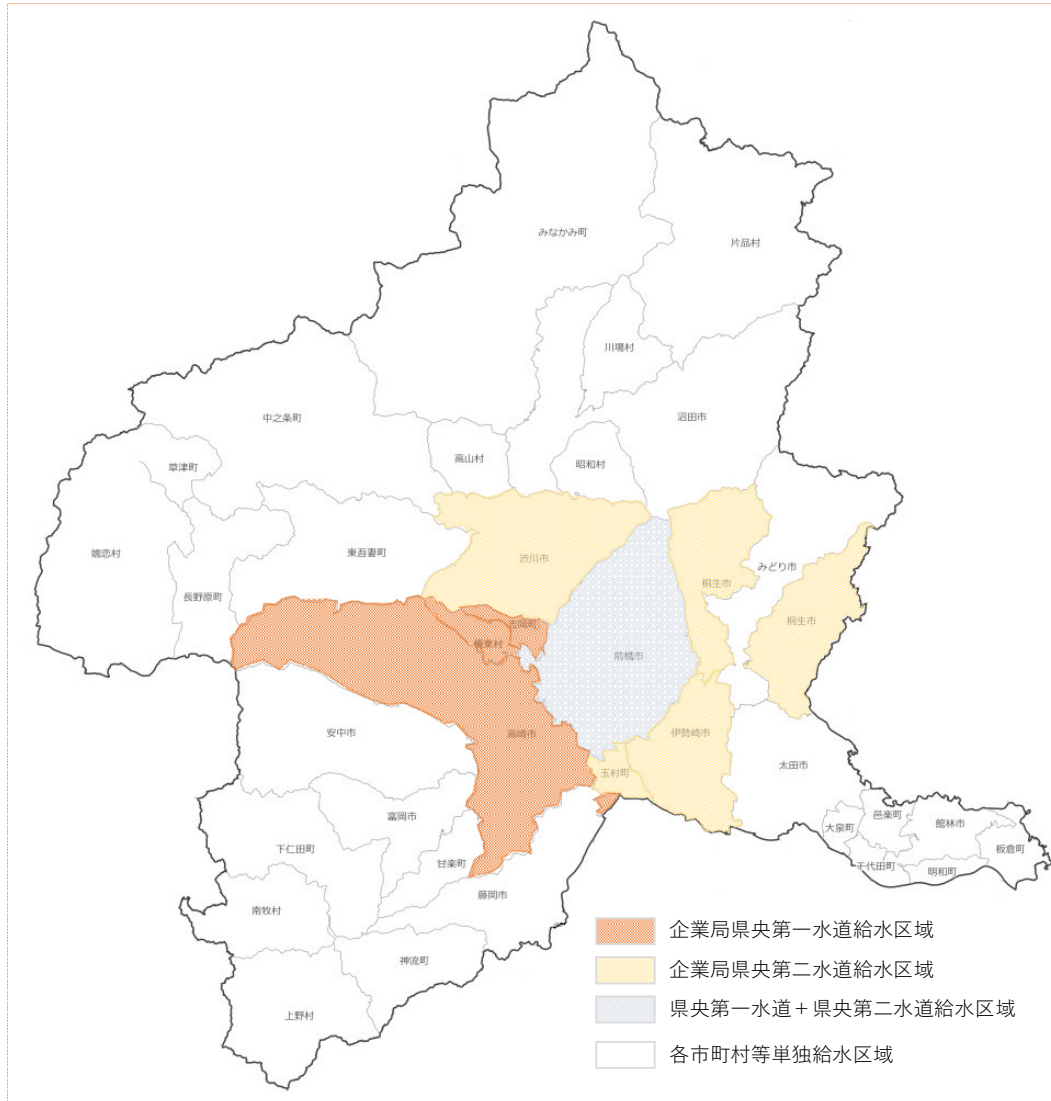 みなかみ町
片品村
川場村
中之条町
沼田市
高山村
昭和村
草津町
嬬恋村
東吾妻町
渋川市
みどり市
桐生市
長野原町
桐生市
吉岡町
榛東村
前橋市
安中市
高崎市
伊勢崎市
太田市
玉村町
富岡市
邑楽町
大泉町
館林市
下仁田町
板倉町
甘楽町
千代田町
明和町
藤岡市
南牧村
神流町
上野村
企業局県央第一水道給水区域
企業局県央第二水道給水区域
県央第一水道＋県央第二水道給水区域
各市町村等単独給水区域